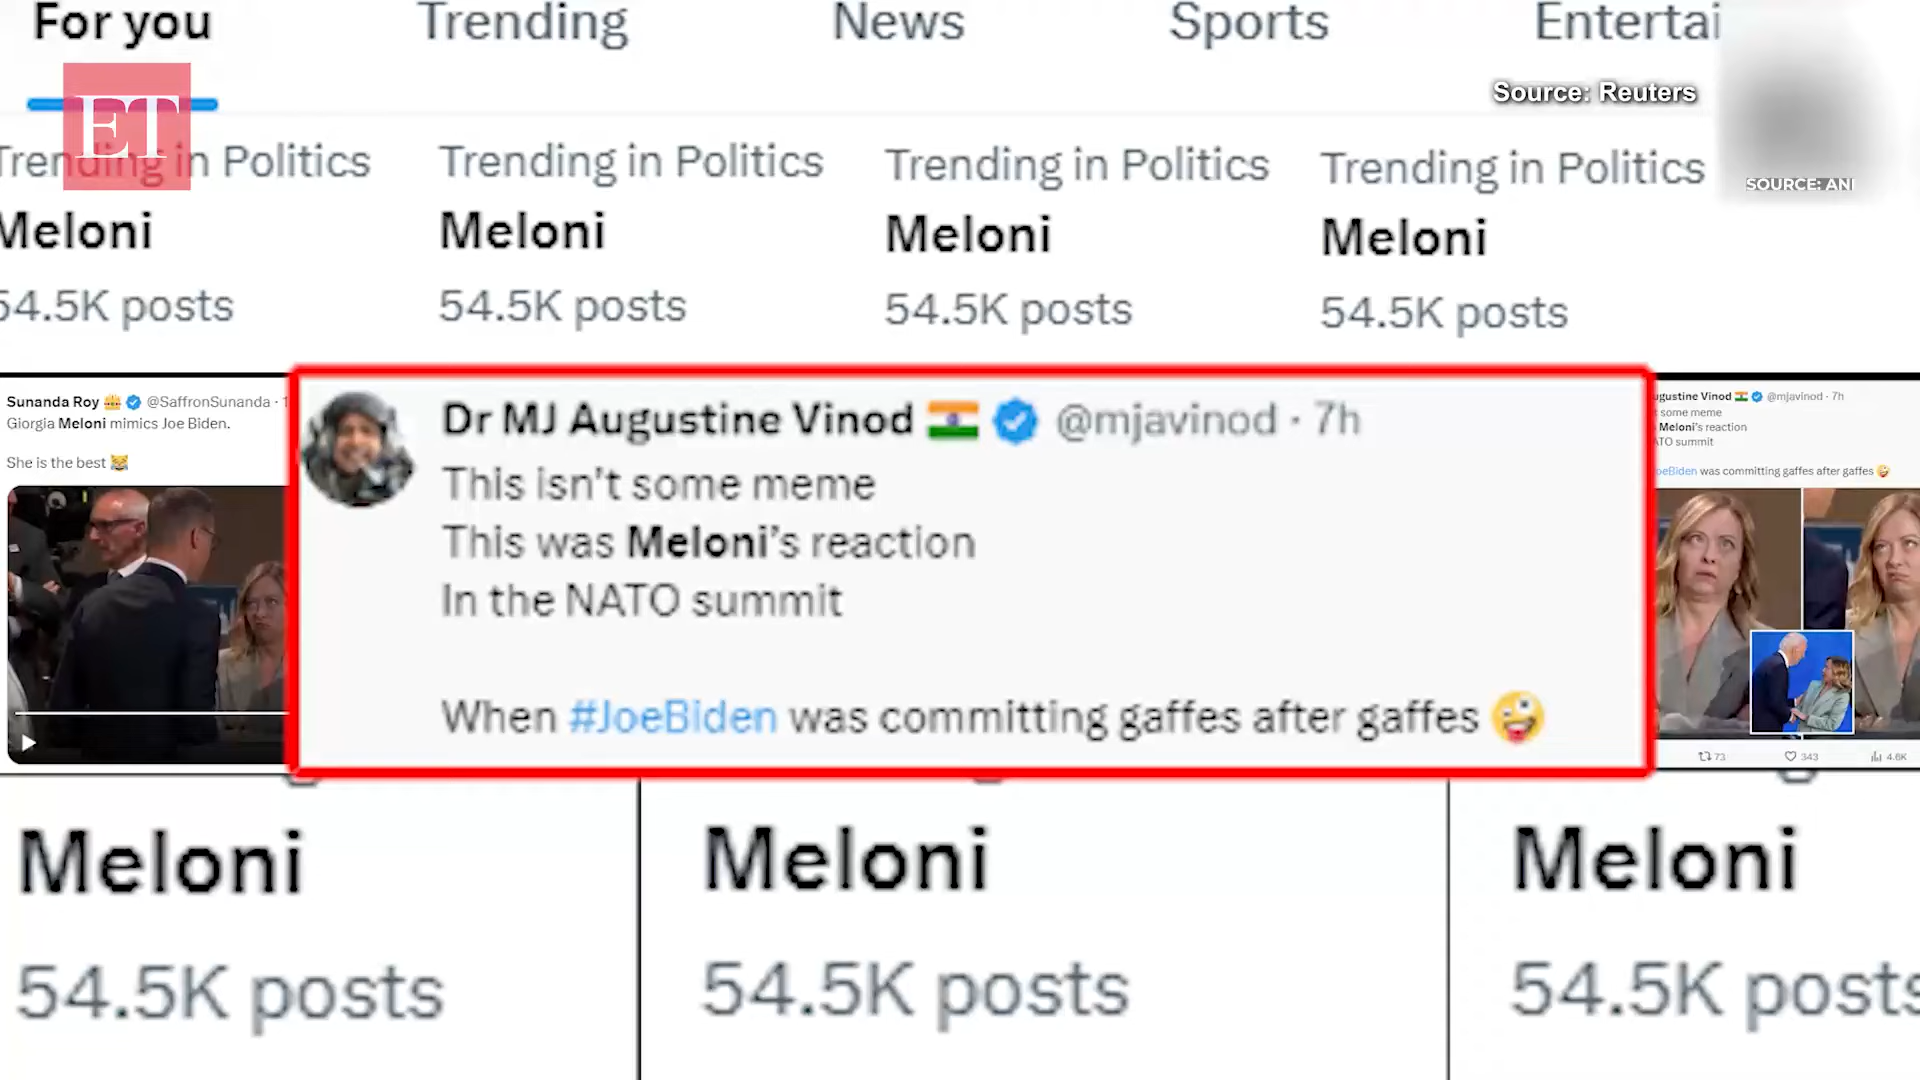 For you Trending News Sports Entertai
ET
Source: Reuters
SOURCE: ANI
Trending in Politics
Meloni
54.5K posts
Trending in Politics
Meloni
54.5K posts
Trending in Politics
Meloni
54.5K posts
Trending in Politics
Meloni
54.5K posts
Sunanda Roy @SaffronSunanda · 1
Giorgia Meloni mimics Joe Biden.
She is the best 😹
Dr MJ Augustine Vinod 🇮🇳 @mjavinod · 7h
This isn't some meme
This was Meloni's reaction
In the NATO summit
When #JoeBiden was committing gaffes after gaffes 🤪
ugustine Vinod 🇮🇳 @mjavinod · 7h
t some meme
Meloni's reaction
ATO summit
oeBiden was committing gaffes after gaffes 🤪
73 343 4.6K
Meloni
54.5K posts
Meloni
54.5K posts
Meloni
54.5K posts